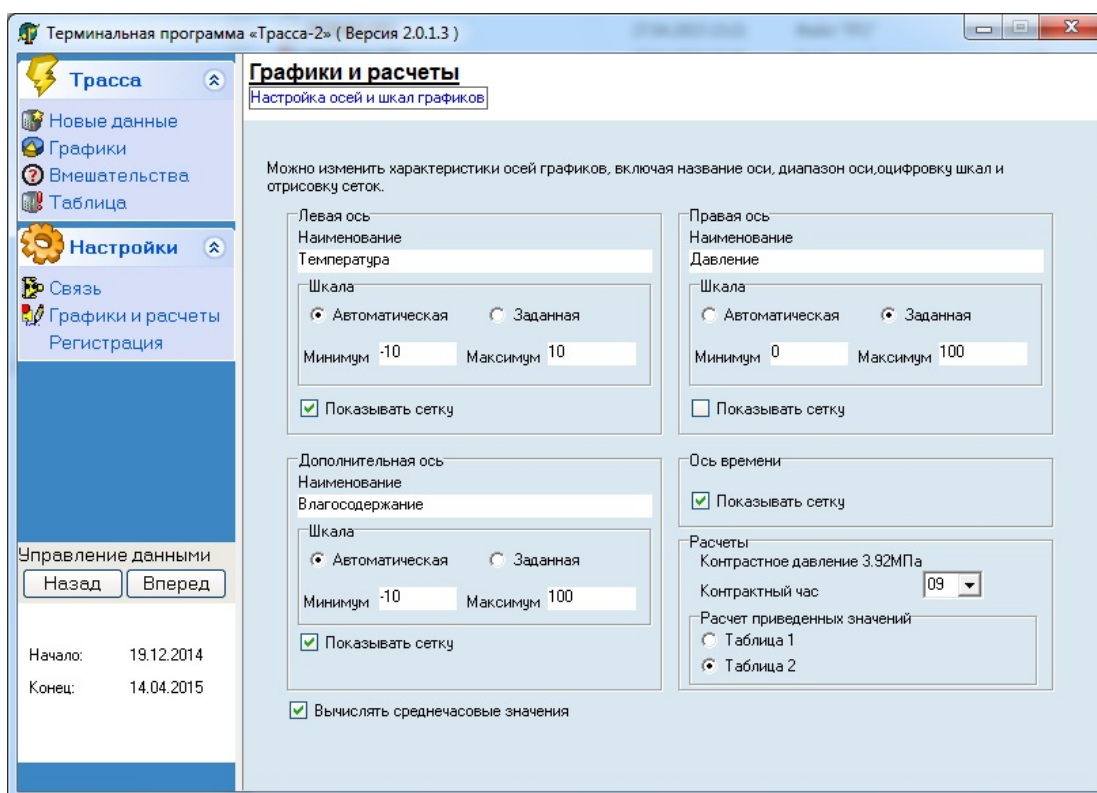 Терминальная программа «Трасса-2» ( Версия 2.0.1.3 )
Трасса
Новые данные
Графики
Вмешательства
Таблица
Настройки
Связь
Графики и расчеты
Регистрация
Управление данными
Назад Вперед
Начало: 19.12.2014
Конец: 14.04.2015
Графики и расчеты
Настройка осей и шкал графиков
Можно изменить характеристики осей графиков, включая название оси, диапазон оси,оцифровку шкал и
отрисовку сеток.
Левая ось
Наименование
Температура
Шкала
Автоматическая Заданная
Минимум -10 Максимум 10
Показывать сетку
Правая ось
Наименование
Давление
Шкала
Автоматическая Заданная
Минимум 0 Максимум 100
Показывать сетку
Дополнительная ось
Наименование
Влагосодержание
Шкала
Автоматическая Заданная
Минимум -10 Максимум 100
Показывать сетку
Ось времени
Показывать сетку
Расчеты
Контрастное давление 3.92МПа
Контрактный час 09
Расчет приведенных значений
Таблица 1
Таблица 2
Вычислять среднечасовые значения